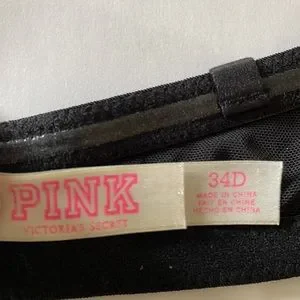 PINK
VICTORIA'S SECRET
34D
MADE IN CHINA
FAIT EN CHINE
HECHO EN CHINA